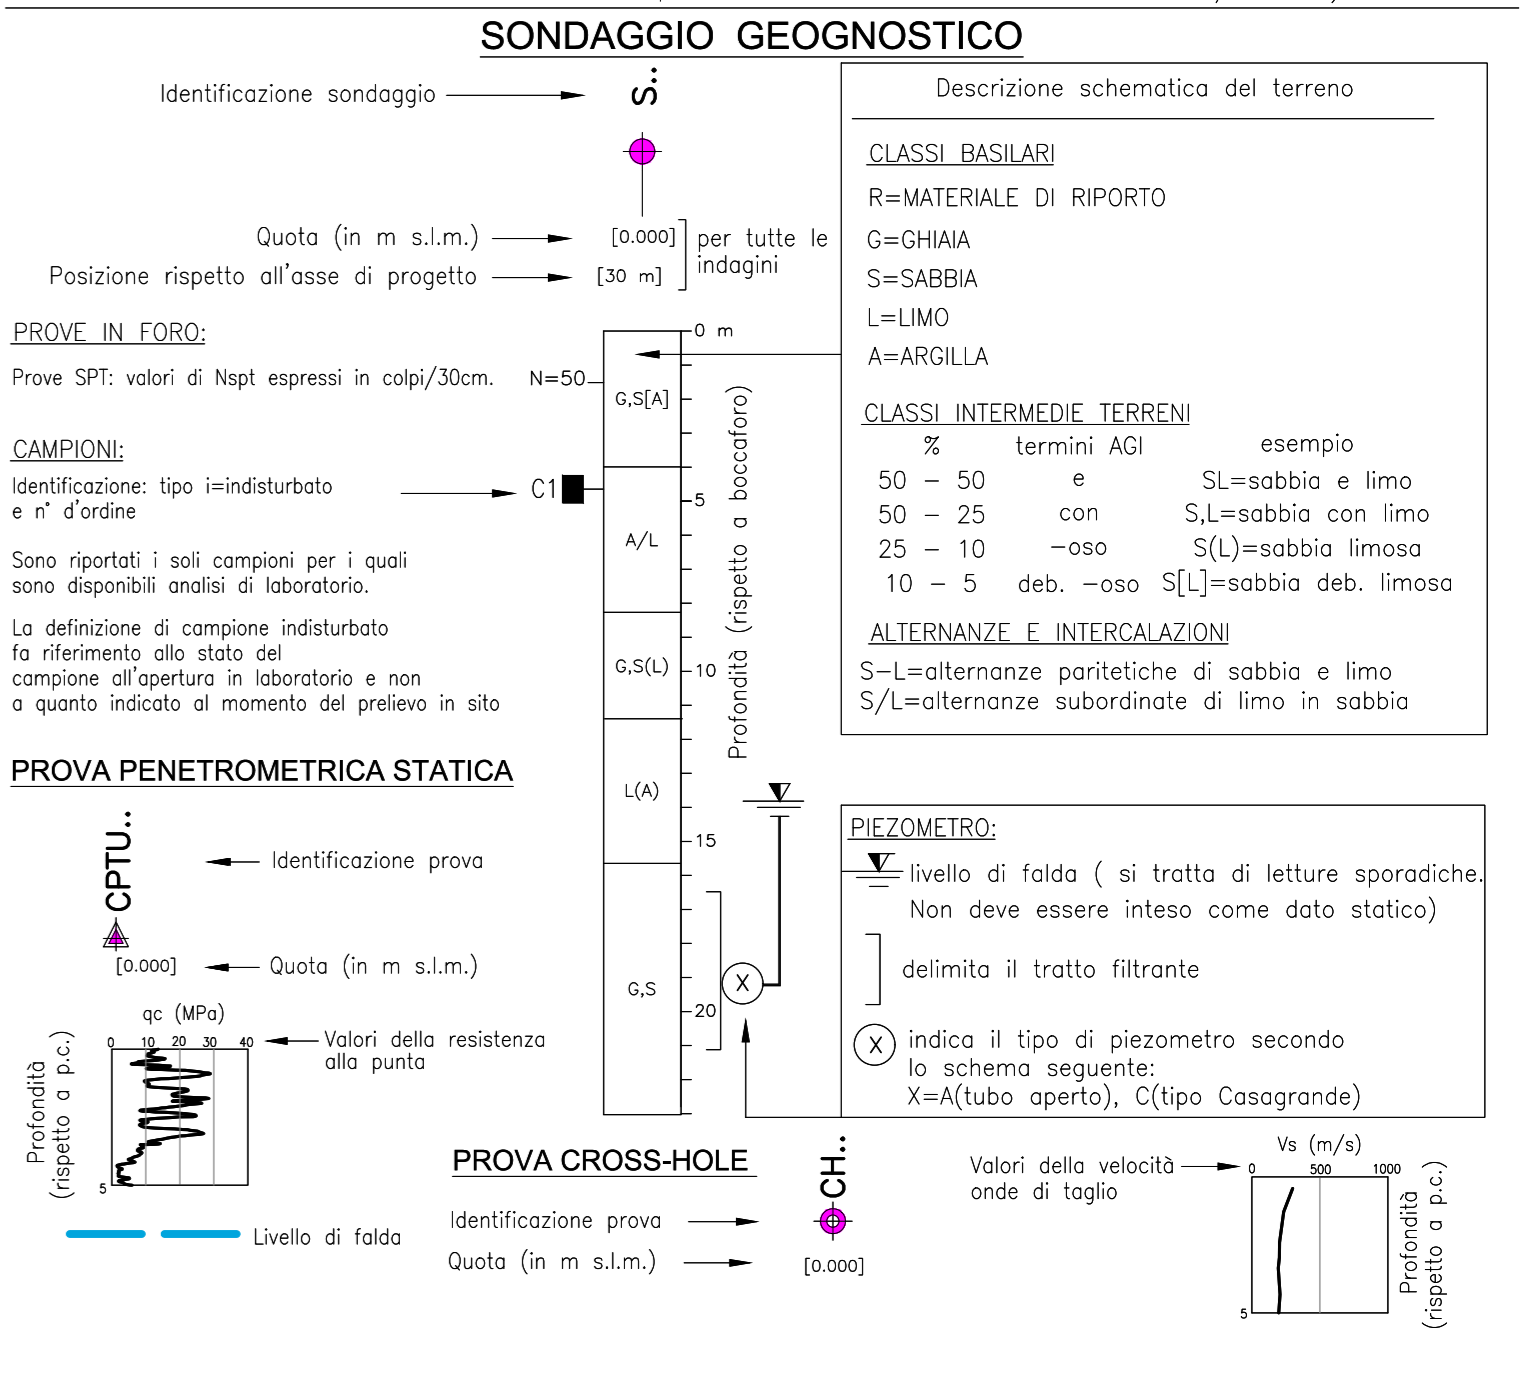 SONDAGGIO GEOGNOSTICO
Identificazione sondaggio
S..
Quota (in m s.l.m.)
[0.000]
Posizione rispetto all'asse di progetto
[30 m]
per tutte le
indagini
PROVE IN FORO:
Prove SPT: valori di Nspt espressi in colpi/30cm.
N=50
CAMPIONI:
Identificazione: tipo i=indisturbato
e n° d'ordine
C1
Sono riportati i soli campioni per i quali
sono disponibili analisi di laboratorio.
La definizione di campione indisturbato
fa riferimento allo stato del
campione all'apertura in laboratorio e non
a quanto indicato al momento del prelievo in sito
0 m
G,S[A]
5
A/L
G,S(L)
10
L(A)
15
G,S
20
Profondità (rispetto a boccaforo)
X
Descrizione schematica del terreno
CLASSI BASILARI
R=MATERIALE DI RIPORTO
G=GHIAIA
S=SABBIA
L=LIMO
A=ARGILLA
CLASSI INTERMEDIE TERRENI
% termini AGI esempio
50 – 50 e SL=sabbia e limo
50 – 25 con S,L=sabbia con limo
25 – 10 –oso S(L)=sabbia limosa
10 – 5 deb. –oso S[L]=sabbia deb. limosa
ALTERNANZE E INTERCALAZIONI
S–L=alternanze paritetiche di sabbia e limo
S/L=alternanze subordinate di limo in sabbia
PIEZOMETRO:
livello di falda ( si tratta di letture sporadiche.
Non deve essere inteso come dato statico)
delimita il tratto filtrante
X
indica il tipo di piezometro secondo
lo schema seguente:
X=A(tubo aperto), C(tipo Casagrande)
PROVA PENETROMETRICA STATICA
CPTU..
Identificazione prova
[0.000]
Quota (in m s.l.m.)
qc (MPa)
0 10 20 30 40
Valori della resistenza
alla punta
Profondità
(rispetto a p.c.)
5
Livello di falda
PROVA CROSS-HOLE
CH..
Identificazione prova
Quota (in m s.l.m.)
[0.000]
Valori della velocità
onde di taglio
Vs (m/s)
0 500 1000
5
Profondità
(rispetto a p.c.)